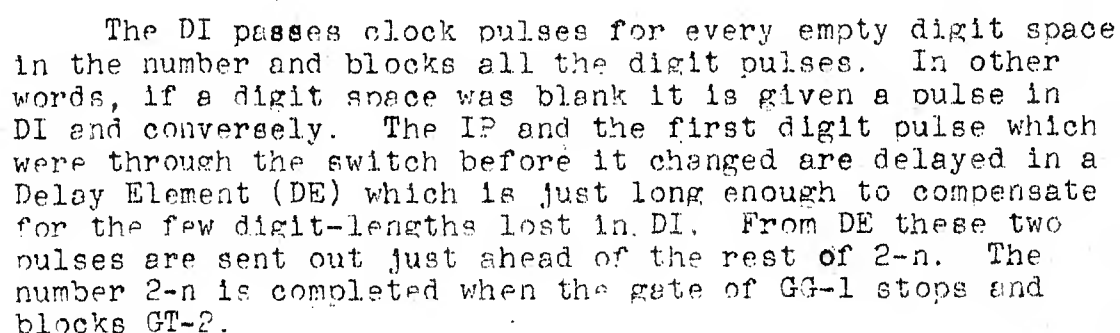 The DI passes clock pulses for every empty digit space
in the number and blocks all the digit pulses. In other
words, if a digit space was blank it is given a pulse in
DI and conversely. The IP and the first digit pulse which
were through the switch before it changed are delayed in a
Delay Element (DE) which is just long enough to compensate
for the few digit-lengths lost in DI. From DE these two
pulses are sent out just ahead of the rest of 2-n. The
number 2-n is completed when the gate of GG-1 stops and
blocks GT-2.